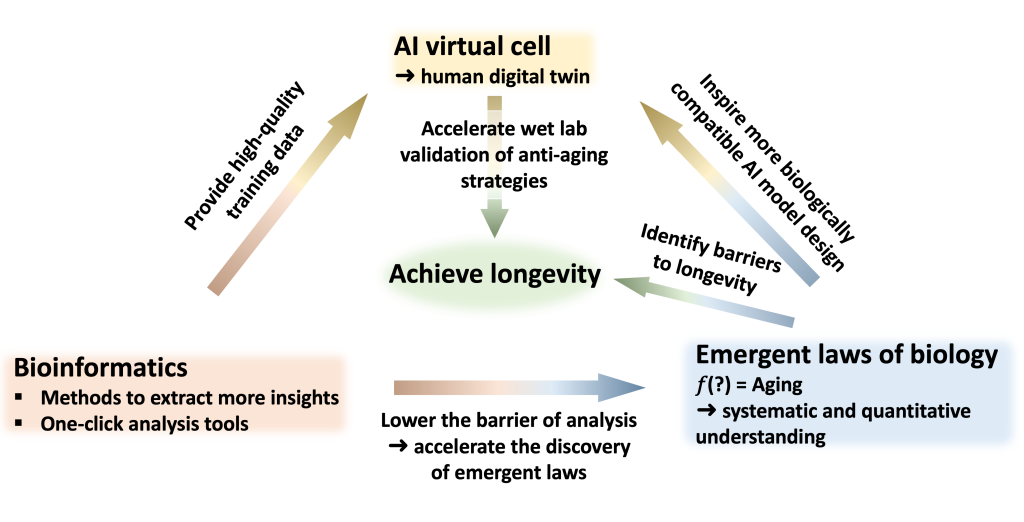 AI virtual cell
➔ human digital twin
Provide high-quality
training data
Accelerate wet lab
validation of anti-aging
strategies
Inspire more biologically
compatible AI model design
Identify barriers
to longevity
Achieve longevity
Bioinformatics
▪ Methods to extract more insights
▪ One-click analysis tools
Lower the barrier of analysis
➔ accelerate the discovery
of emergent laws
Emergent laws of biology
f(?) = Aging
➔ systematic and quantitative
understanding